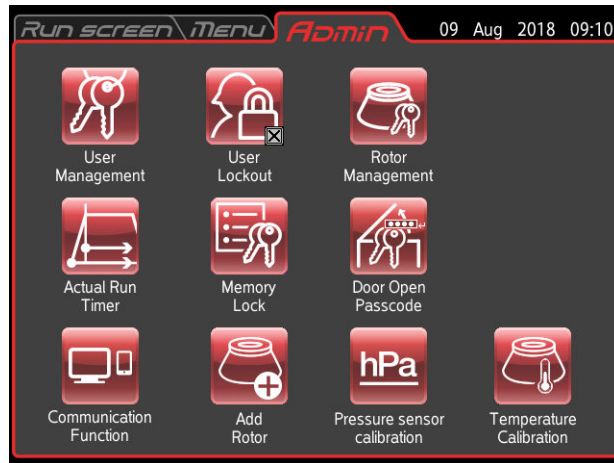 Run screen Menu Admin 09 Aug 2018 09:10
User
Management
User
Lockout
Rotor
Management
Actual Run
Timer
Memory
Lock
Door Open
Passcode
Communication
Function
Add
Rotor
hPa
Pressure sensor
calibration
Temperature
Calibration